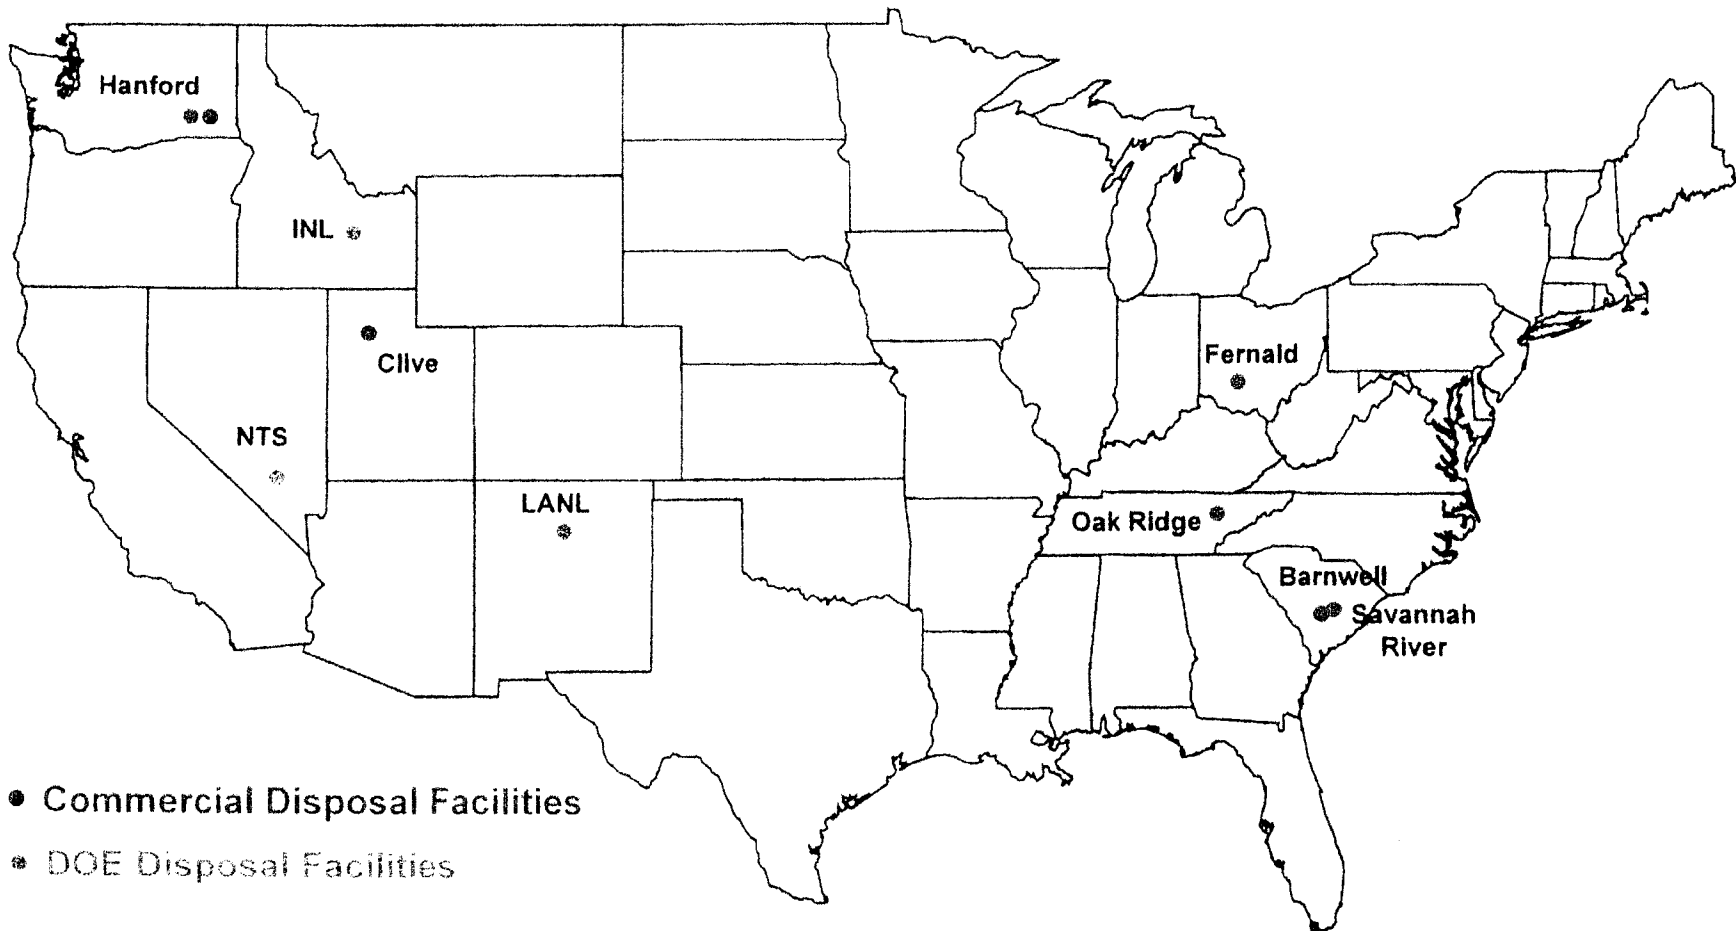 Hanford
INL
Clive
NTS
LANL
Fernald
Oak Ridge
Barnwell
Savannah
River
Commercial Disposal Facilities
DOE Disposal Facilities